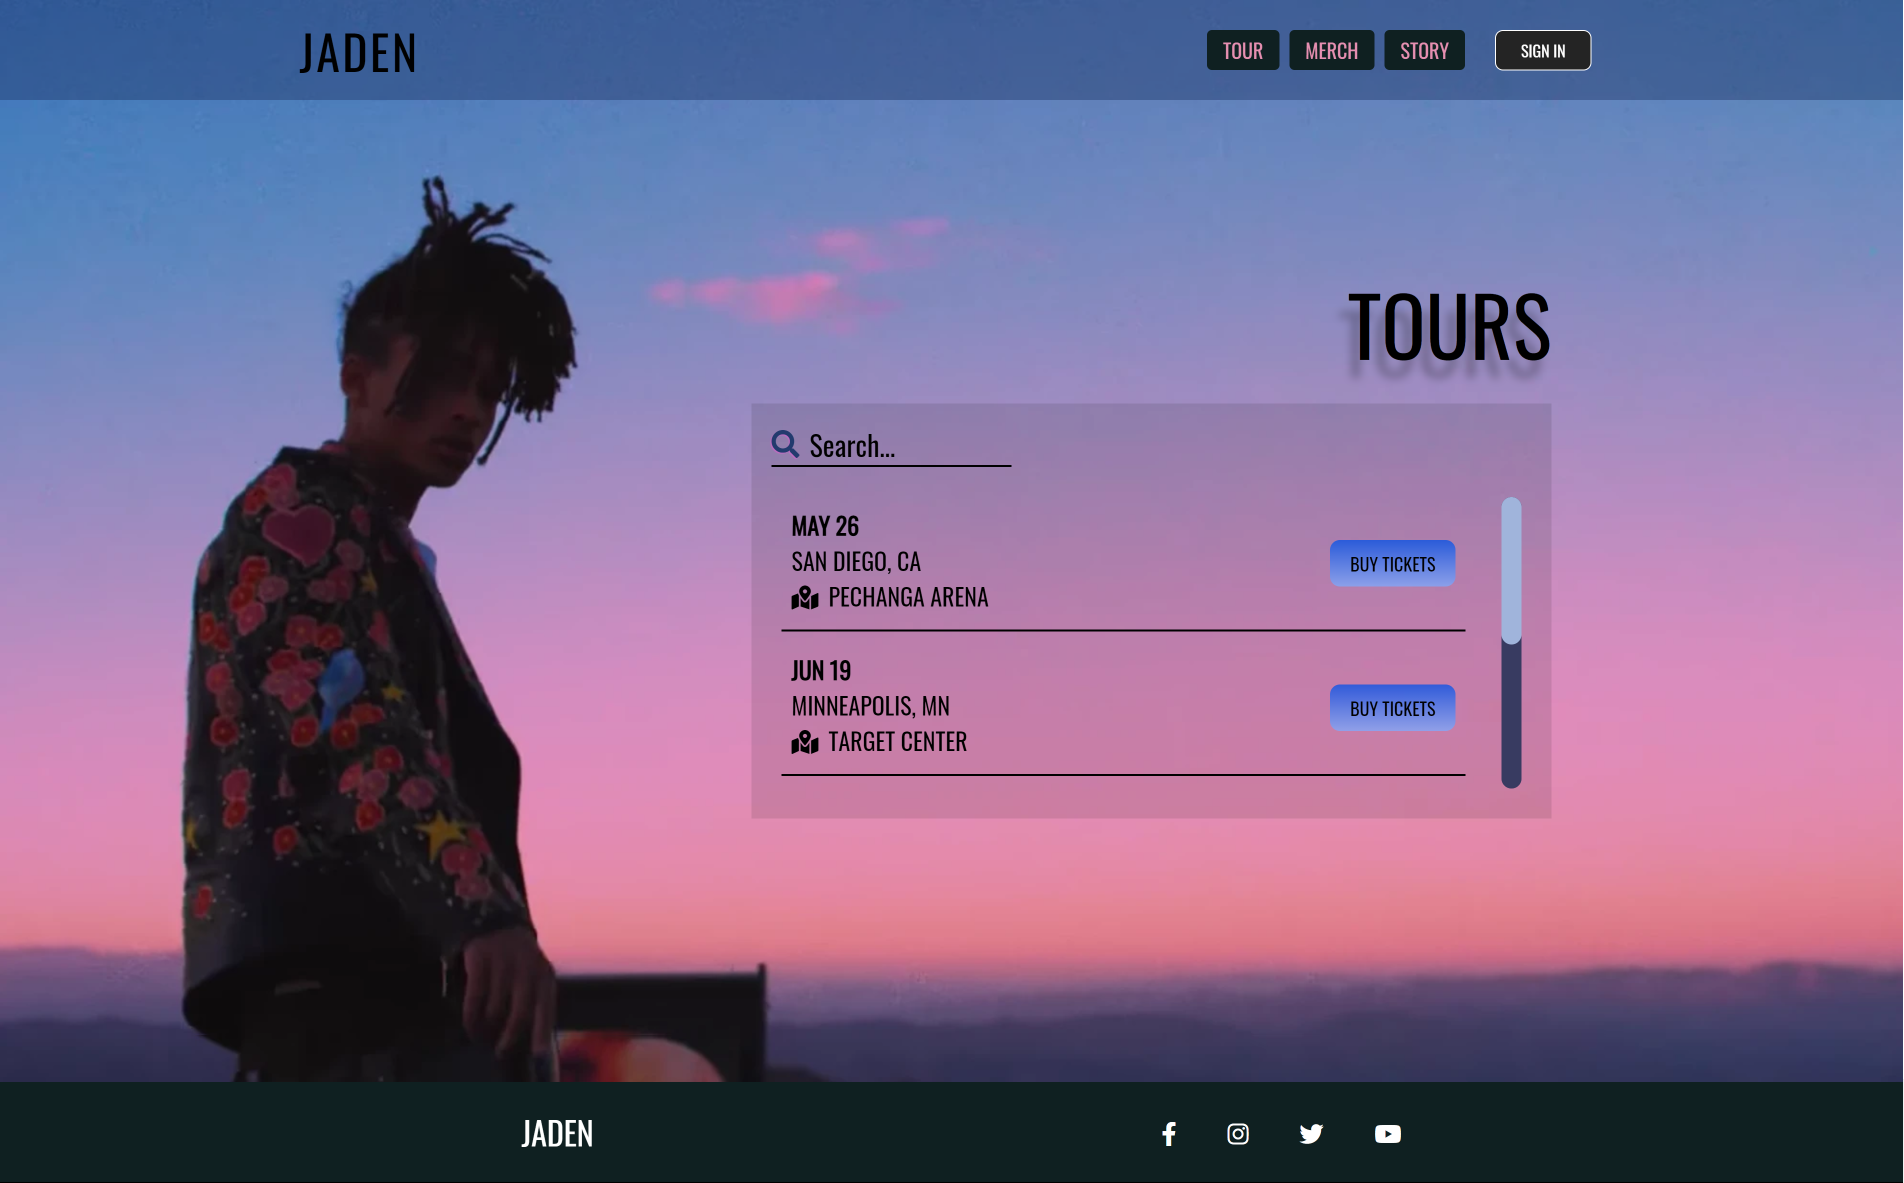 JADEN
TOUR MERCH STORY SIGN IN
TOURS
Search...
MAY 26
SAN DIEGO, CA
PECHANGA ARENA
BUY TICKETS
JUN 19
MINNEAPOLIS, MN
TARGET CENTER
BUY TICKETS
JADEN